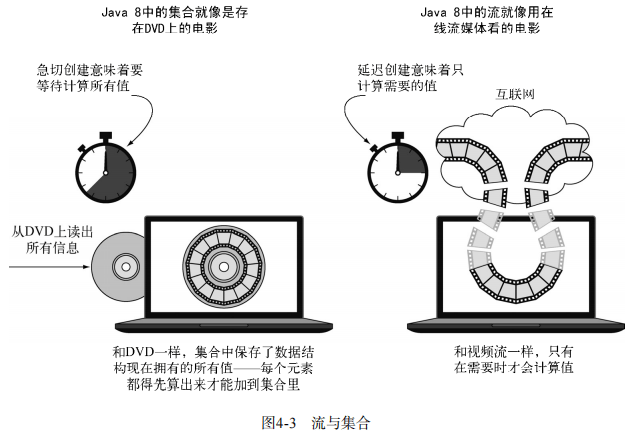 Java 8中的集合就像是存
在DVD上的电影
急切创建意味着要
等待计算所有值
从DVD上读出
所有信息
和DVD一样，集合中保存了数据结
构现在拥有的所有值——每个元素
都得先算出来才能加到集合里
Java 8中的流就像用在
线流媒体看的电影
延迟创建意味着只
计算需要的值
互联网
和视频流一样，只有
在需要时才会计算值
图4-3　流与集合